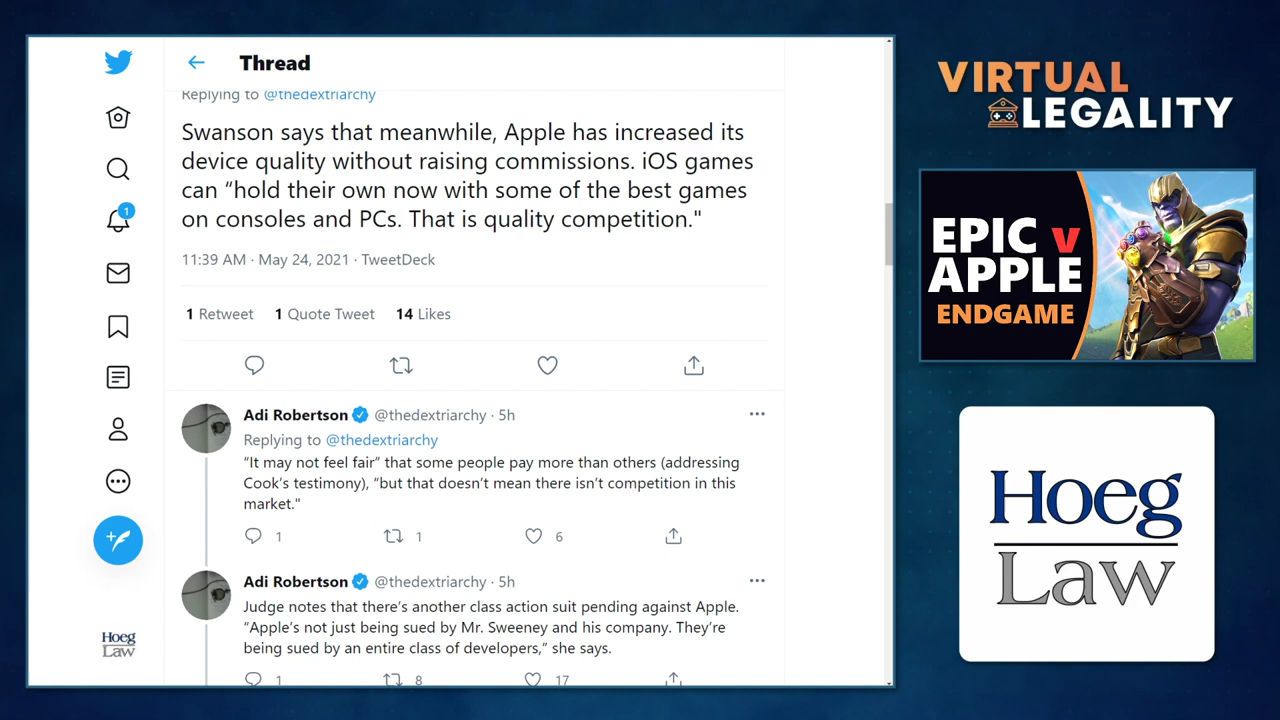 Thread
Replying to @thedextriarchy
Swanson says that meanwhile, Apple has increased its
device quality without raising commissions. iOS games
can “hold their own now with some of the best games
on consoles and PCs. That is quality competition."
11:39 AM · May 24, 2021 · TweetDeck
1 Retweet 1 Quote Tweet 14 Likes
Adi Robertson @thedextriarchy · 5h
Replying to @thedextriarchy
“It may not feel fair” that some people pay more than others (addressing
Cook’s testimony), “but that doesn’t mean there isn’t competition in this
market."
1 1 6
Adi Robertson @thedextriarchy · 5h
Judge notes that there’s another class action suit pending against Apple.
“Apple’s not just being sued by Mr. Sweeney and his company. They’re
being sued by an entire class of developers,” she says.
1 8 17
1
Hoeg
Law
VIRTUAL
LEGALITY
EPIC v
APPLE
ENDGAME
Hoeg
Law